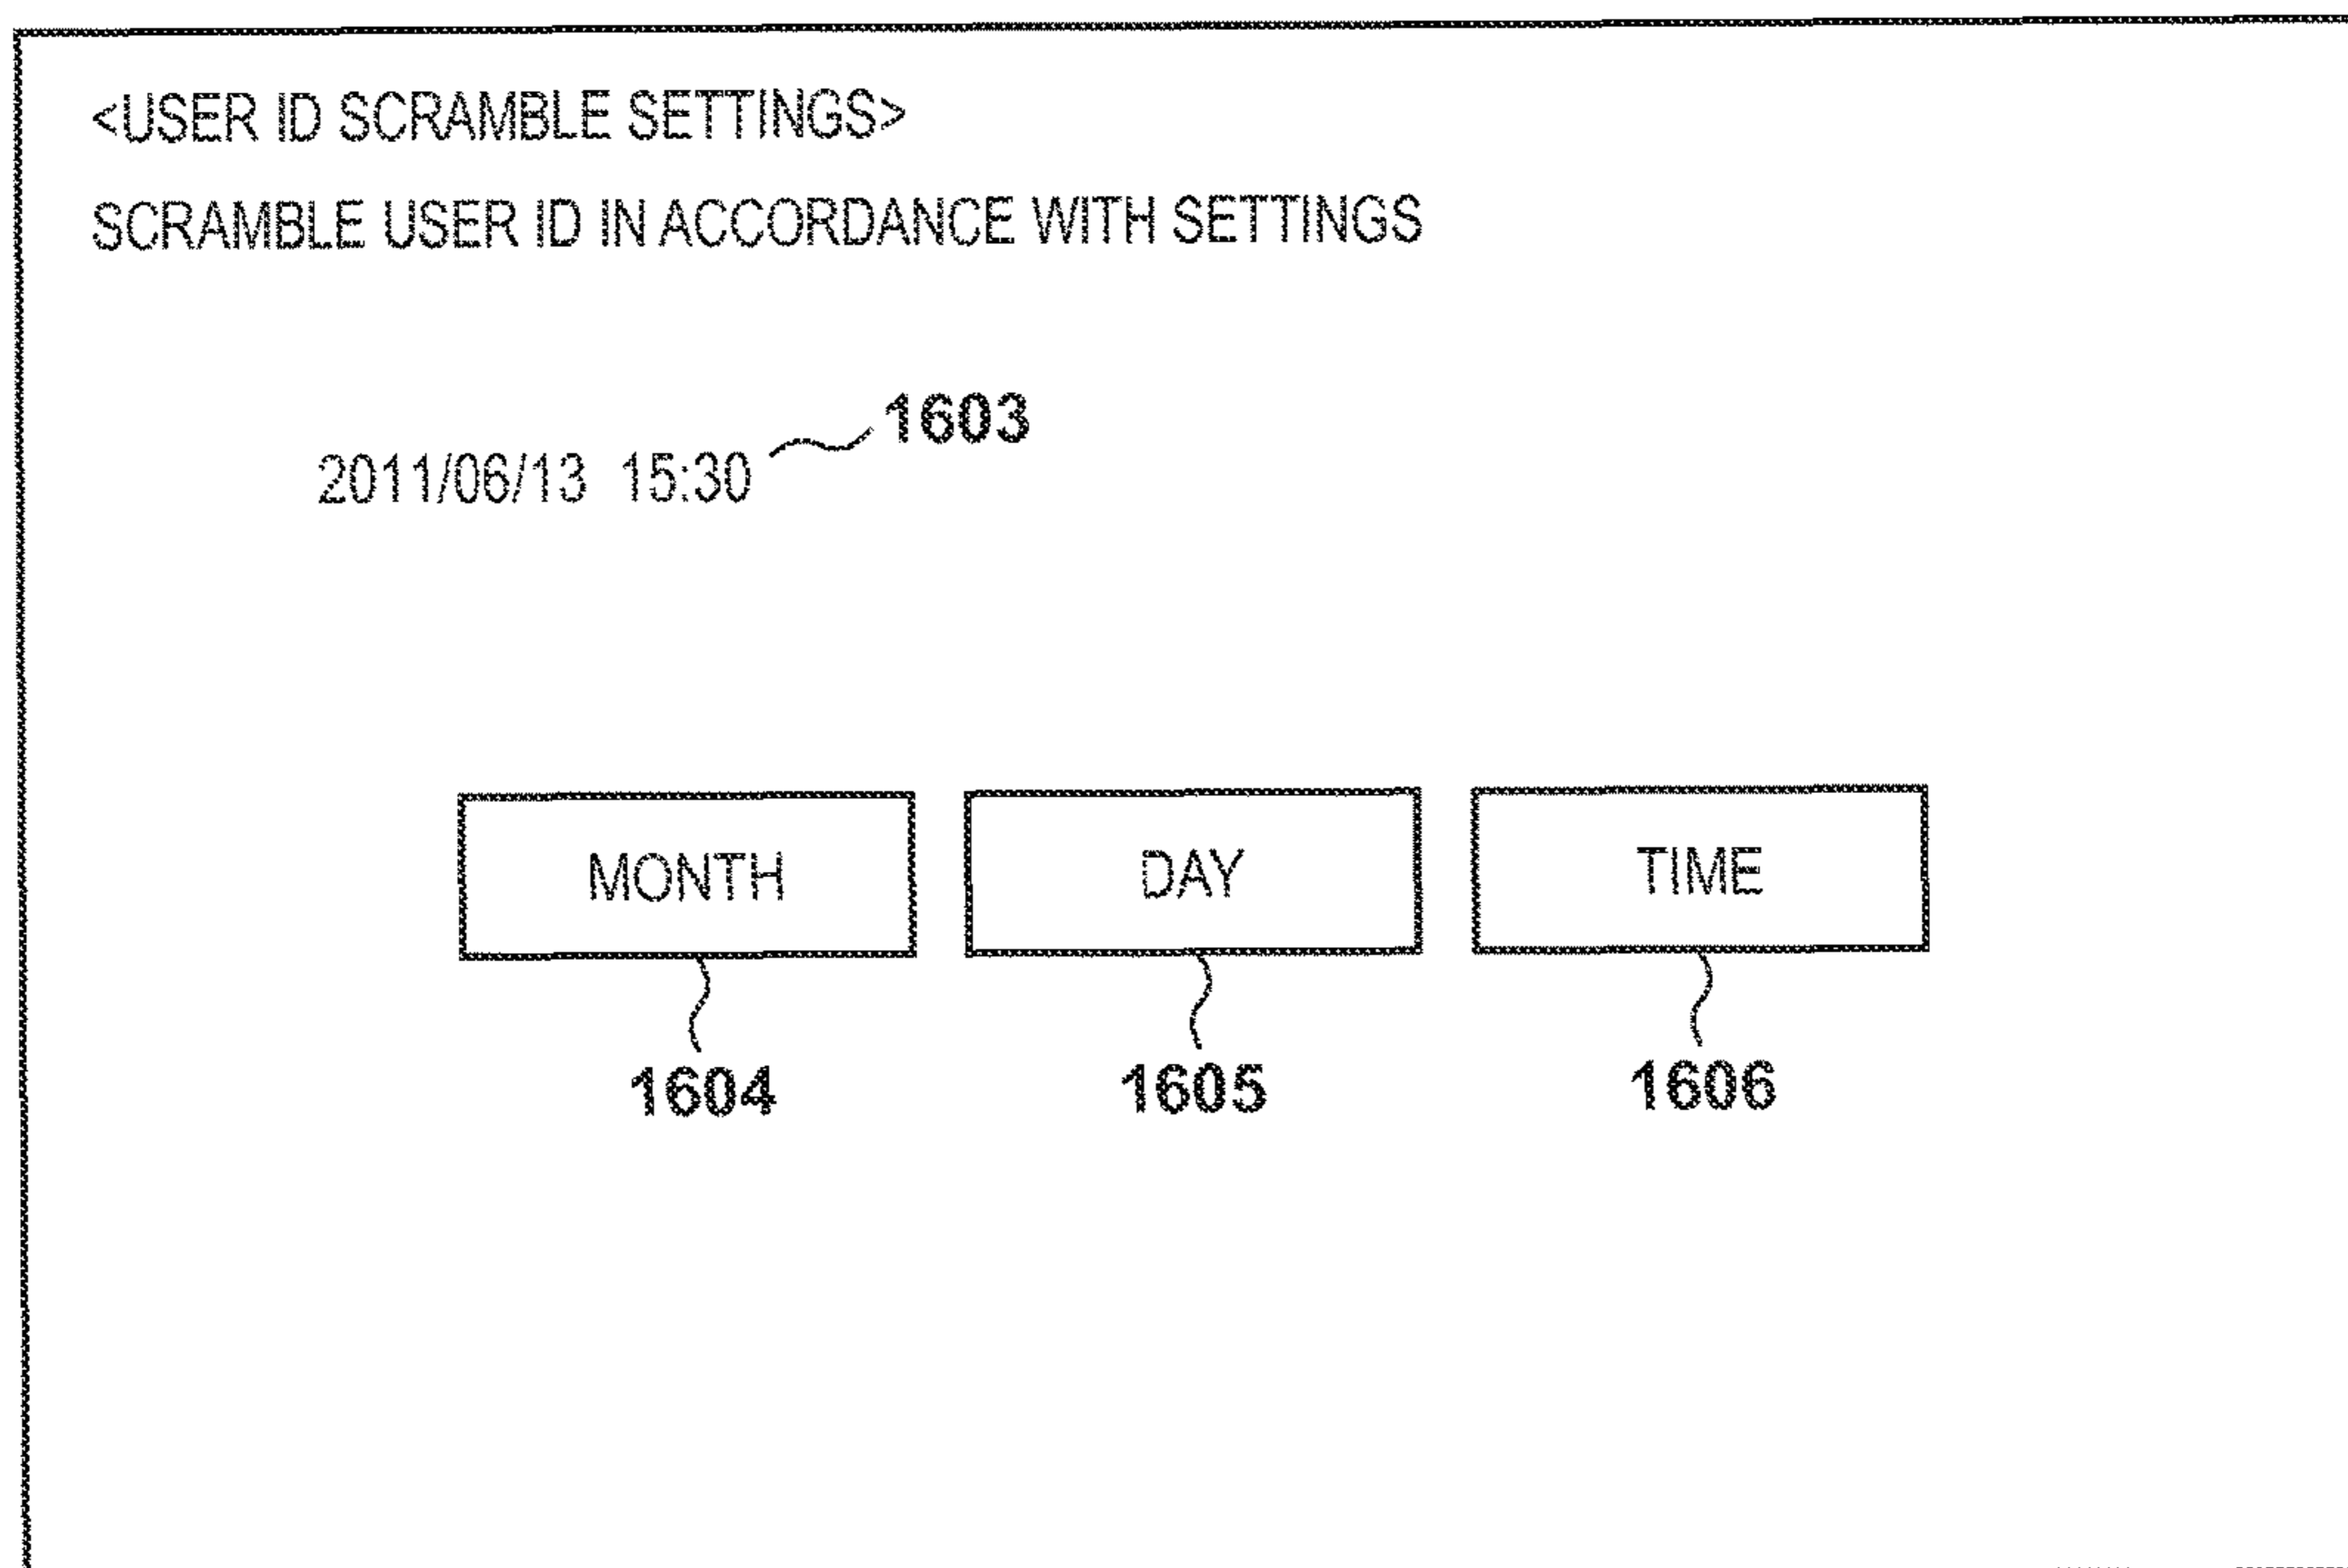 <USER ID SCRAMBLE SETTINGS>
SCRAMBLE USER ID IN ACCORDANCE WITH SETTINGS
1603
2011/06/13 15:30
MONTH DAY TIME
1604 1605 1606